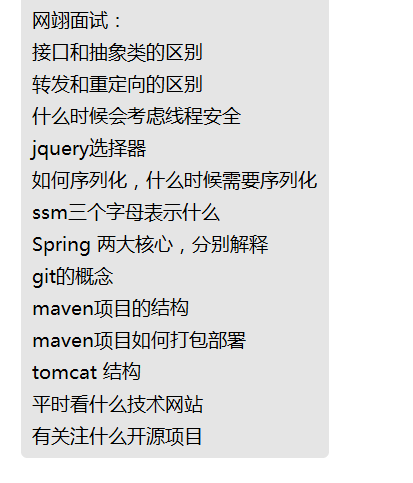 网翊面试：
接口和抽象类的区别
转发和重定向的区别
什么时候会考虑线程安全
jquery选择器
如何序列化，什么时候需要序列化
ssm三个字母表示什么
Spring 两大核心，分别解释
git的概念
maven项目的结构
maven项目如何打包部署
tomcat 结构
平时看什么技术网站
有关注什么开源项目